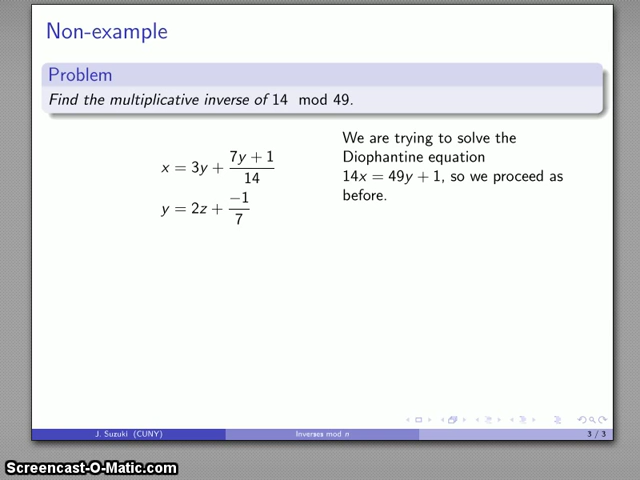 Non-example
Problem
Find the multiplicative inverse of 14 mod 49.
x = 3y + (7y + 1)/14
y = 2z + (−1)/7
We are trying to solve the
Diophantine equation
14x = 49y + 1, so we proceed as
before.
J. Suzuki (CUNY) Inverses mod n 3 / 3
Screencast-O-Matic.com